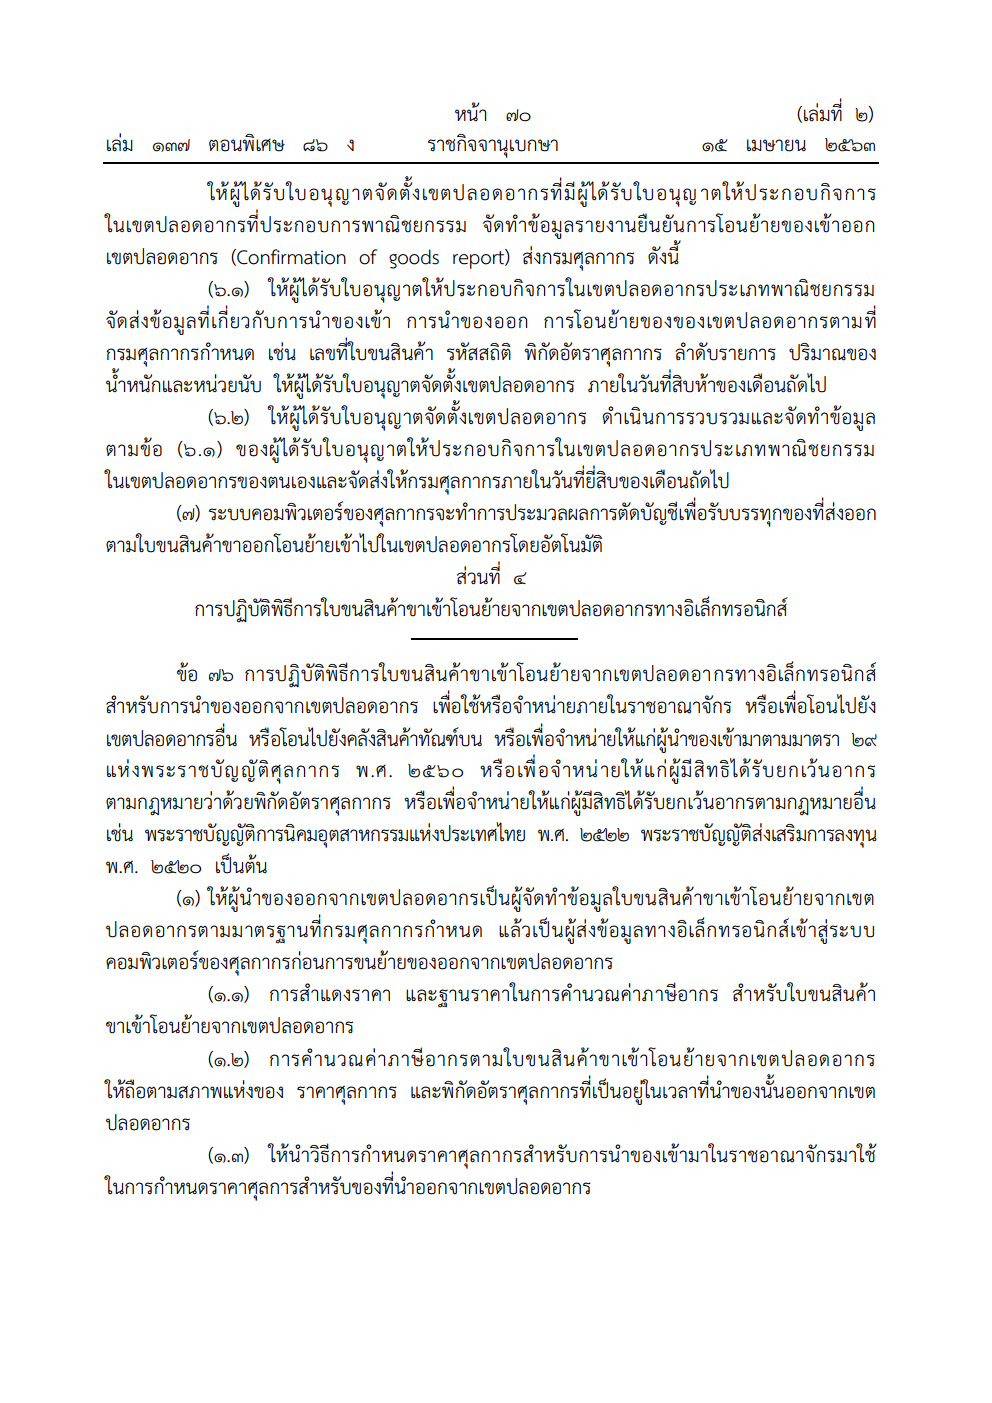 หน้า ๗๐ (เล่มที่ ๒)
เล่ม ๑๓๗ ตอนพิเศษ ๘๖ ง ราชกิจจานุเบกษา ๑๕ เมษายน ๒๕๖๓
ให้ผู้ได้รับใบอนุญาตจัดตั้งเขตปลอดอากรที่มีผู้ได้รับใบอนุญาตให้ประกอบกิจการ
ในเขตปลอดอากรที่ประกอบการพาณิชยกรรม จัดทำข้อมูลรายงานยืนยันการโอนย้ายของเข้าออก
เขตปลอดอากร (Confirmation of goods report) ส่งกรมศุลกากร ดังนี้
(๖.๑) ให้ผู้ได้รับใบอนุญาตให้ประกอบกิจการในเขตปลอดอากรประเภทพาณิชยกรรม
จัดส่งข้อมูลที่เกี่ยวกับการนำของเข้า การนำของออก การโอนย้ายของของเขตปลอดอากรตามที่
กรมศุลกากรกำหนด เช่น เลขที่ใบขนสินค้า รหัสสถิติ พิกัดอัตราศุลกากร ลำดับรายการ ปริมาณของ
น้ำหนักและหน่วยนับ ให้ผู้ได้รับใบอนุญาตจัดตั้งเขตปลอดอากร ภายในวันที่สิบห้าของเดือนถัดไป
(๖.๒) ให้ผู้ได้รับใบอนุญาตจัดตั้งเขตปลอดอากร ดำเนินการรวบรวมและจัดทำข้อมูล
ตามข้อ (๖.๑) ของผู้ได้รับใบอนุญาตให้ประกอบกิจการในเขตปลอดอากรประเภทพาณิชยกรรม
ในเขตปลอดอากรของตนเองและจัดส่งให้กรมศุลกากรภายในวันที่ยี่สิบของเดือนถัดไป
(๗) ระบบคอมพิวเตอร์ของศุลกากรจะทำการประมวลผลการตัดบัญชีเพื่อรับบรรทุกของที่ส่งออก
ตามใบขนสินค้าขาออกโอนย้ายเข้าไปในเขตปลอดอากรโดยอัตโนมัติ
ส่วนที่ ๔
การปฏิบัติพิธีการใบขนสินค้าขาเข้าโอนย้ายจากเขตปลอดอากรทางอิเล็กทรอนิกส์
ข้อ ๗๖ การปฏิบัติพิธีการใบขนสินค้าขาเข้าโอนย้ายจากเขตปลอดอากรทางอิเล็กทรอนิกส์
สำหรับการนำของออกจากเขตปลอดอากร เพื่อใช้หรือจำหน่ายภายในราชอาณาจักร หรือเพื่อโอนไปยัง
เขตปลอดอากรอื่น หรือโอนไปยังคลังสินค้าทัณฑ์บน หรือเพื่อจำหน่ายให้แก่ผู้นำของเข้ามาตามมาตรา ๒๙
แห่งพระราชบัญญัติศุลกากร พ.ศ. ๒๕๖๐ หรือเพื่อจำหน่ายให้แก่ผู้มีสิทธิได้รับยกเว้นอากร
ตามกฎหมายว่าด้วยพิกัดอัตราศุลกากร หรือเพื่อจำหน่ายให้แก่ผู้มีสิทธิได้รับยกเว้นอากรตามกฎหมายอื่น
เช่น พระราชบัญญัติการนิคมอุตสาหกรรมแห่งประเทศไทย พ.ศ. ๒๕๒๒ พระราชบัญญัติส่งเสริมการลงทุน
พ.ศ. ๒๕๒๐ เป็นต้น
(๑) ให้ผู้นำของออกจากเขตปลอดอากรเป็นผู้จัดทำข้อมูลใบขนสินค้าขาเข้าโอนย้ายจากเขต
ปลอดอากรตามมาตรฐานที่กรมศุลกากรกำหนด แล้วเป็นผู้ส่งข้อมูลทางอิเล็กทรอนิกส์เข้าสู่ระบบ
คอมพิวเตอร์ของศุลกากรก่อนการขนย้ายของออกจากเขตปลอดอากร
(๑.๑) การสำแดงราคา และฐานราคาในการคำนวณค่าภาษีอากร สำหรับใบขนสินค้า
ขาเข้าโอนย้ายจากเขตปลอดอากร
(๑.๒) การคำนวณค่าภาษีอากรตามใบขนสินค้าขาเข้าโอนย้ายจากเขตปลอดอากร
ให้ถือตามสภาพแห่งของ ราคาศุลกากร และพิกัดอัตราศุลกากรที่เป็นอยู่ในเวลาที่นำของนั้นออกจากเขต
ปลอดอากร
(๑.๓) ให้นำวิธีการกำหนดราคาศุลกากรสำหรับการนำของเข้ามาในราชอาณาจักรมาใช้
ในการกำหนดราคาศุลการสำหรับของที่นำออกจากเขตปลอดอากร